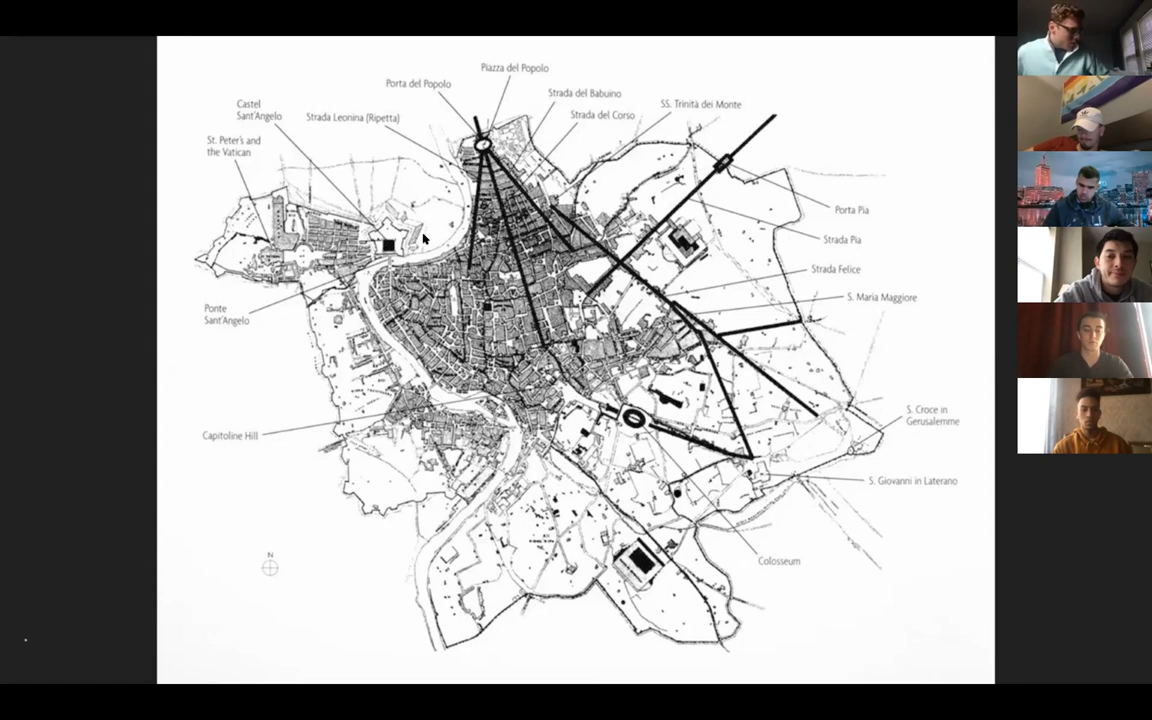 Piazza del Popolo
Porta del Popolo
Strada del Babuino
Castel
Sant'Angelo
Strada Leonina (Ripetta)
Strada del Corso
SS. Trinità dei Monte
St. Peter's and
the Vatican
Porta Pia
Strada Pia
Strada Felice
S. Maria Maggiore
Ponte
Sant'Angelo
Capitoline Hill
S. Croce in
Gerusalemme
S. Giovanni in Laterano
Colosseum
N